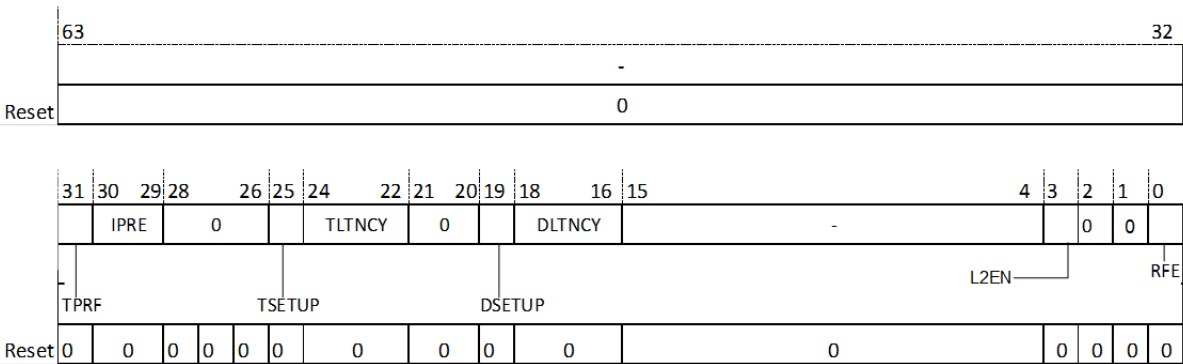 63 32
-
Reset 0
31 30 29 28 26 25 24 22 21 20 19 18 16 15 4 3 2 1 0
IPRE 0 TLTNCY 0 DLTNCY - 0 0
L2EN RFE
-
TPRF TSETUP DSETUP
Reset 0 0 0 0 0 0 0 0 0 0 0 0 0 0 0